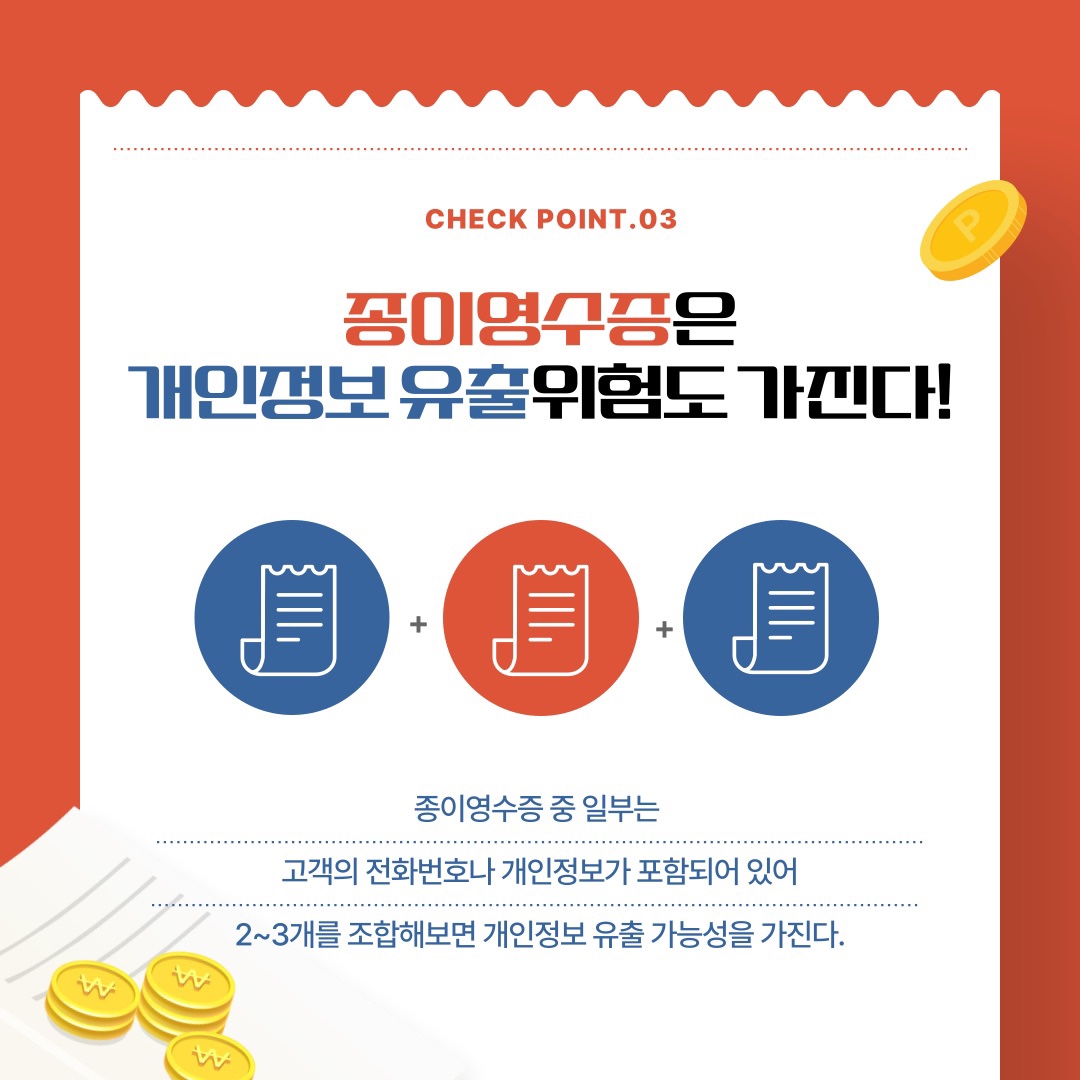 CHECK POINT.03
P
종이영수증은
개인정보 유출위험도 가진다!
+
+
종이영수증 중 일부는
고객의 전화번호나 개인정보가 포함되어 있어
2~3개를 조합해보면 개인정보 유출 가능성을 가진다.
₩
₩
₩